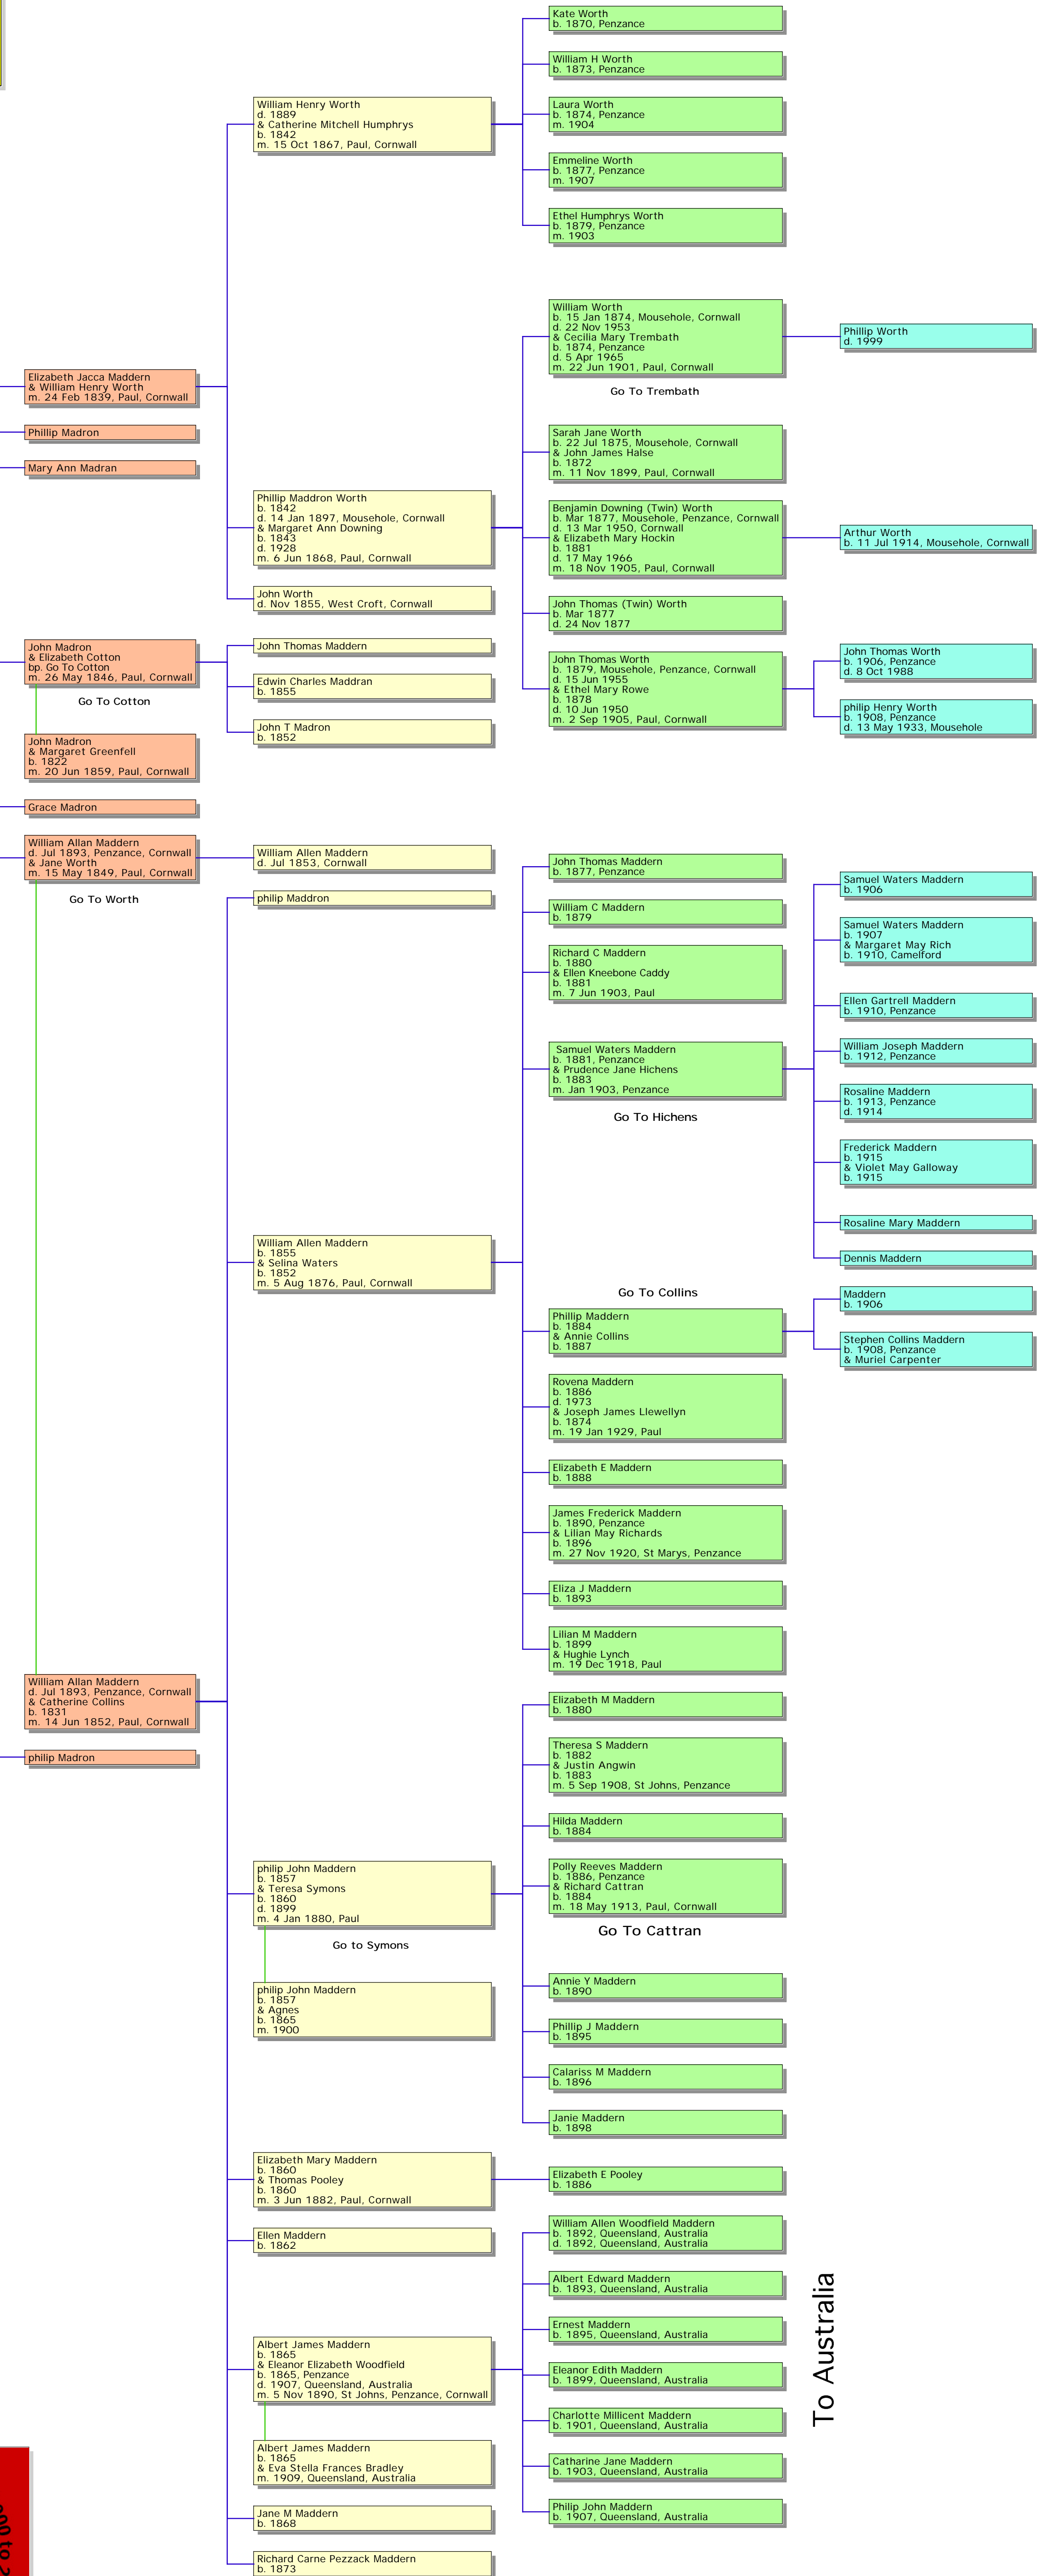 Kate Worth
b. 1870, Penzance
William H Worth
b. 1873, Penzance
William Henry Worth
d. 1889
& Catherine Mitchell Humphrys
b. 1842
m. 15 Oct 1867, Paul, Cornwall
Laura Worth
b. 1874, Penzance
m. 1904
Emmeline Worth
b. 1877, Penzance
m. 1907
Ethel Humphrys Worth
b. 1879, Penzance
m. 1903
William Worth
b. 15 Jan 1874, Mousehole, Cornwall
d. 22 Nov 1953
& Cecilia Mary Trembath
b. 1874, Penzance
d. 5 Apr 1965
m. 22 Jun 1901, Paul, Cornwall
Go To Trembath
Phillip Worth
d. 1999
Elizabeth Jacca Maddern
& William Henry Worth
m. 24 Feb 1839, Paul, Cornwall
Phillip Madron
Mary Ann Madran
Sarah Jane Worth
b. 22 Jul 1875, Mousehole, Cornwall
& John James Halse
b. 1872
m. 11 Nov 1899, Paul, Cornwall
Phillip Maddron Worth
b. 1842
d. 14 Jan 1897, Mousehole, Cornwall
& Margaret Ann Downing
b. 1843
d. 1928
m. 6 Jun 1868, Paul, Cornwall
Benjamin Downing (Twin) Worth
b. Mar 1877, Mousehole, Penzance, Cornwall
d. 13 Mar 1950, Cornwall
& Elizabeth Mary Hockin
b. 1881
d. 17 May 1966
m. 18 Nov 1905, Paul, Cornwall
Arthur Worth
b. 11 Jul 1914, Mousehole, Cornwall
John Worth
d. Nov 1855, West Croft, Cornwall
John Thomas (Twin) Worth
b. Mar 1877
d. 24 Nov 1877
John Madron
& Elizabeth Cotton
bp. Go To Cotton
m. 26 May 1846, Paul, Cornwall
Go To Cotton
John Thomas Maddern
Edwin Charles Maddran
b. 1855
John T Madron
b. 1852
John Thomas Worth
b. 1879, Mousehole, Penzance, Cornwall
d. 15 Jun 1955
& Ethel Mary Rowe
b. 1878
d. 10 Jun 1950
m. 2 Sep 1905, Paul, Cornwall
John Thomas Worth
b. 1906, Penzance
d. 8 Oct 1988
philip Henry Worth
b. 1908, Penzance
d. 13 May 1933, Mousehole
John Madron
& Margaret Greenfell
b. 1822
m. 20 Jun 1859, Paul, Cornwall
Grace Madron
William Allan Maddern
d. Jul 1893, Penzance, Cornwall
& Jane Worth
m. 15 May 1849, Paul, Cornwall
Go To Worth
William Allen Maddern
d. Jul 1853, Cornwall
philip Maddron
John Thomas Maddern
b. 1877, Penzance
William C Maddern
b. 1879
Richard C Maddern
b. 1880
& Ellen Kneebone Caddy
b. 1881
m. 7 Jun 1903, Paul
Samuel Waters Maddern
b. 1881, Penzance
& Prudence Jane Hichens
b. 1883
m. Jan 1903, Penzance
Go To Hichens
Samuel Waters Maddern
b. 1906
Samuel Waters Maddern
b. 1907
& Margaret May Rich
b. 1910, Camelford
Ellen Gartrell Maddern
b. 1910, Penzance
William Joseph Maddern
b. 1912, Penzance
Rosaline Maddern
b. 1913, Penzance
d. 1914
Frederick Maddern
b. 1915
& Violet May Galloway
b. 1915
Rosaline Mary Maddern
Dennis Maddern
William Allen Maddern
b. 1855
& Selina Waters
b. 1852
m. 5 Aug 1876, Paul, Cornwall
Go To Collins
Phillip Maddern
b. 1884
& Annie Collins
b. 1887
Maddern
b. 1906
Stephen Collins Maddern
b. 1908, Penzance
& Muriel Carpenter
Rovena Maddern
b. 1886
d. 1973
& Joseph James Llewellyn
b. 1874
m. 19 Jan 1929, Paul
Elizabeth E Maddern
b. 1888
James Frederick Maddern
b. 1890, Penzance
& Lilian May Richards
b. 1896
m. 27 Nov 1920, St Marys, Penzance
Eliza J Maddern
b. 1893
Lilian M Maddern
b. 1899
& Hughie Lynch
m. 19 Dec 1918, Paul
William Allan Maddern
d. Jul 1893, Penzance, Cornwall
& Catherine Collins
b. 1831
m. 14 Jun 1852, Paul, Cornwall
philip Madron
Elizabeth M Maddern
b. 1880
Theresa S Maddern
b. 1882
& Justin Angwin
b. 1883
m. 5 Sep 1908, St Johns, Penzance
Hilda Maddern
b. 1884
philip John Maddern
b. 1857
& Teresa Symons
b. 1860
d. 1899
m. 4 Jan 1880, Paul
Go to Symons
Polly Reeves Maddern
b. 1886, Penzance
& Richard Cattran
b. 1884
m. 18 May 1913, Paul, Cornwall
Go To Cattran
philip John Maddern
b. 1857
& Agnes
b. 1865
m. 1900
Annie Y Maddern
b. 1890
Phillip J Maddern
b. 1895
Calariss M Maddern
b. 1896
Janie Maddern
b. 1898
Elizabeth Mary Maddern
b. 1860
& Thomas Pooley
b. 1860
m. 3 Jun 1882, Paul, Cornwall
Elizabeth E Pooley
b. 1886
Ellen Maddern
b. 1862
William Allen Woodfield Maddern
b. 1892, Queensland, Australia
d. 1892, Queensland, Australia
Albert Edward Maddern
b. 1893, Queensland, Australia
Ernest Maddern
b. 1895, Queensland, Australia
Albert James Maddern
b. 1865
& Eleanor Elizabeth Woodfield
b. 1865, Penzance
d. 1907, Queensland, Australia
m. 5 Nov 1890, St Johns, Penzance, Cornwall
Eleanor Edith Maddern
b. 1899, Queensland, Australia
Charlotte Millicent Maddern
b. 1901, Queensland, Australia
To Australia
Albert James Maddern
b. 1865
& Eva Stella Frances Bradley
m. 1909, Queensland, Australia
Catharine Jane Maddern
b. 1903, Queensland, Australia
Philip John Maddern
b. 1907, Queensland, Australia
Jane M Maddern
b. 1868
Richard Carne Pezzack Maddern
b. 1873